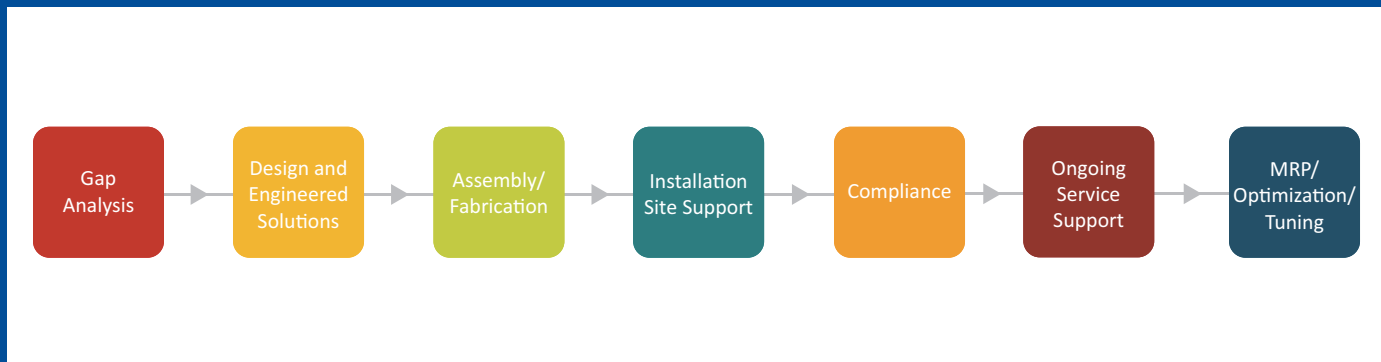 Gap
Analysis
Design and
Engineered
Solutions
Assembly/
Fabrication
Installation
Site Support
Compliance
Ongoing
Service
Support
MRP/
Optimization/
Tuning